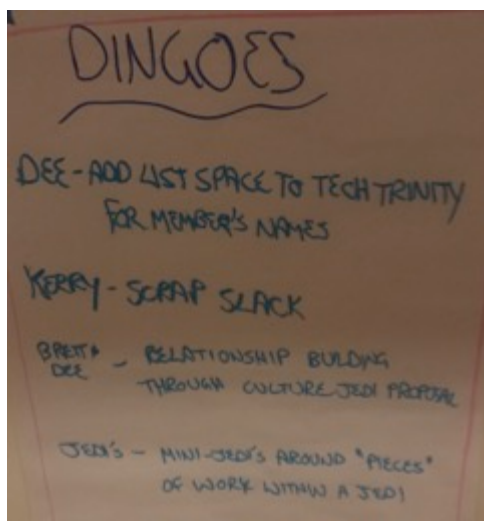 DINGOES
DEE - ADD LIST SPACE TO TECH TRINITY
FOR MEMBER'S NAMES
KERRY - SCRAP SLACK
BRETT +
DEE - RELATIONSHIP BUILDING
THROUGH CULTURE JEDI PROPOSAL
JEDI'S - MINI-JEDI'S AROUND "PIECES"
OF WORK WITHIN A JEDI